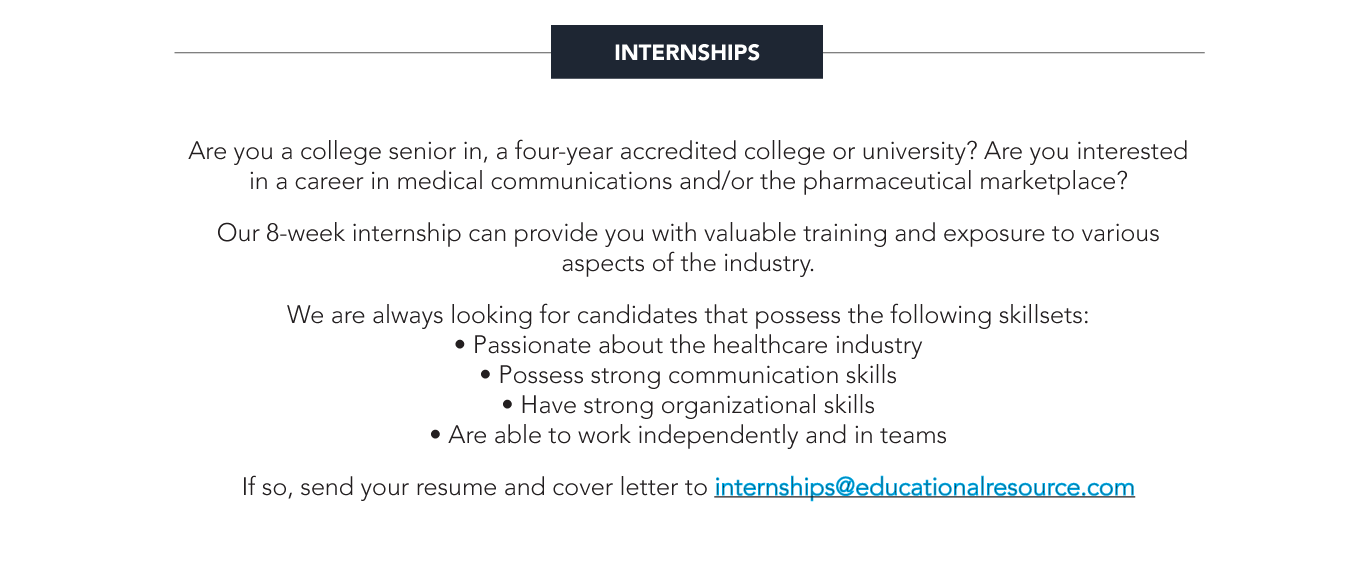 INTERNSHIPS
Are you a college senior in, a four-year accredited college or university? Are you interested
in a career in medical communications and/or the pharmaceutical marketplace?
Our 8-week internship can provide you with valuable training and exposure to various
aspects of the industry.
We are always looking for candidates that possess the following skillsets:
• Passionate about the healthcare industry
• Possess strong communication skills
• Have strong organizational skills
• Are able to work independently and in teams
If so, send your resume and cover letter to internships@educationalresource.com